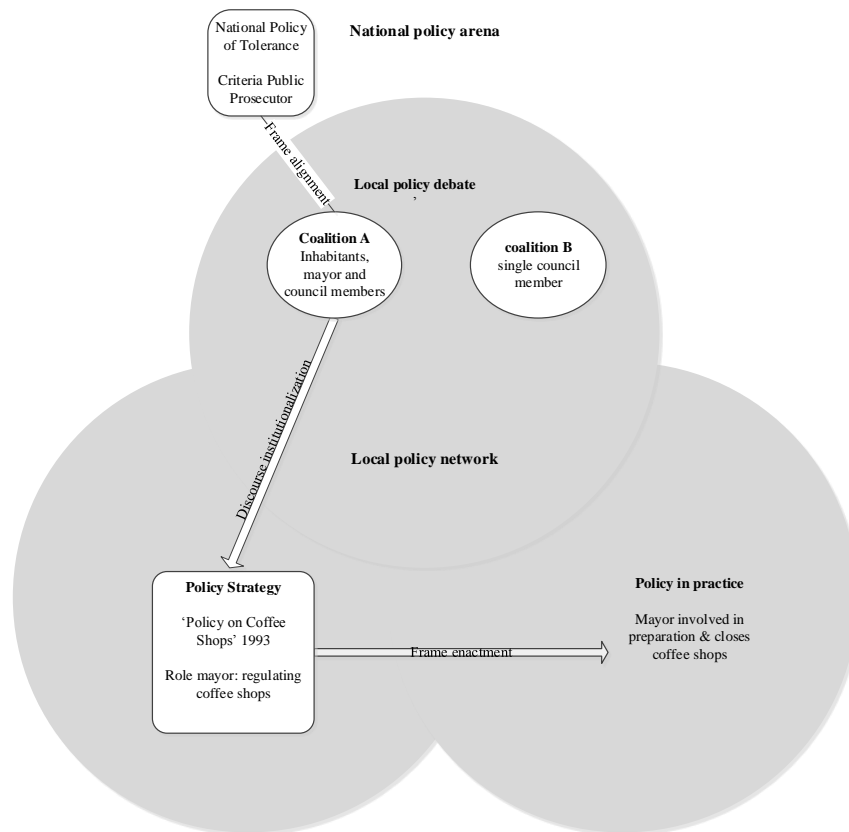 National Policy
of Tolerance
Criteria Public
Prosecutor
National policy arena
Frame alignment
Local policy debate
,
Coalition A
Inhabitants,
mayor and
council members
coalition B
single council
member
Discourse institutionalization
Local policy network
Policy Strategy
‘Policy on Coffee
Shops’ 1993
Role mayor: regulating
coffee shops
Frame enactment
Policy in practice
Mayor involved in
preparation & closes
coffee shops